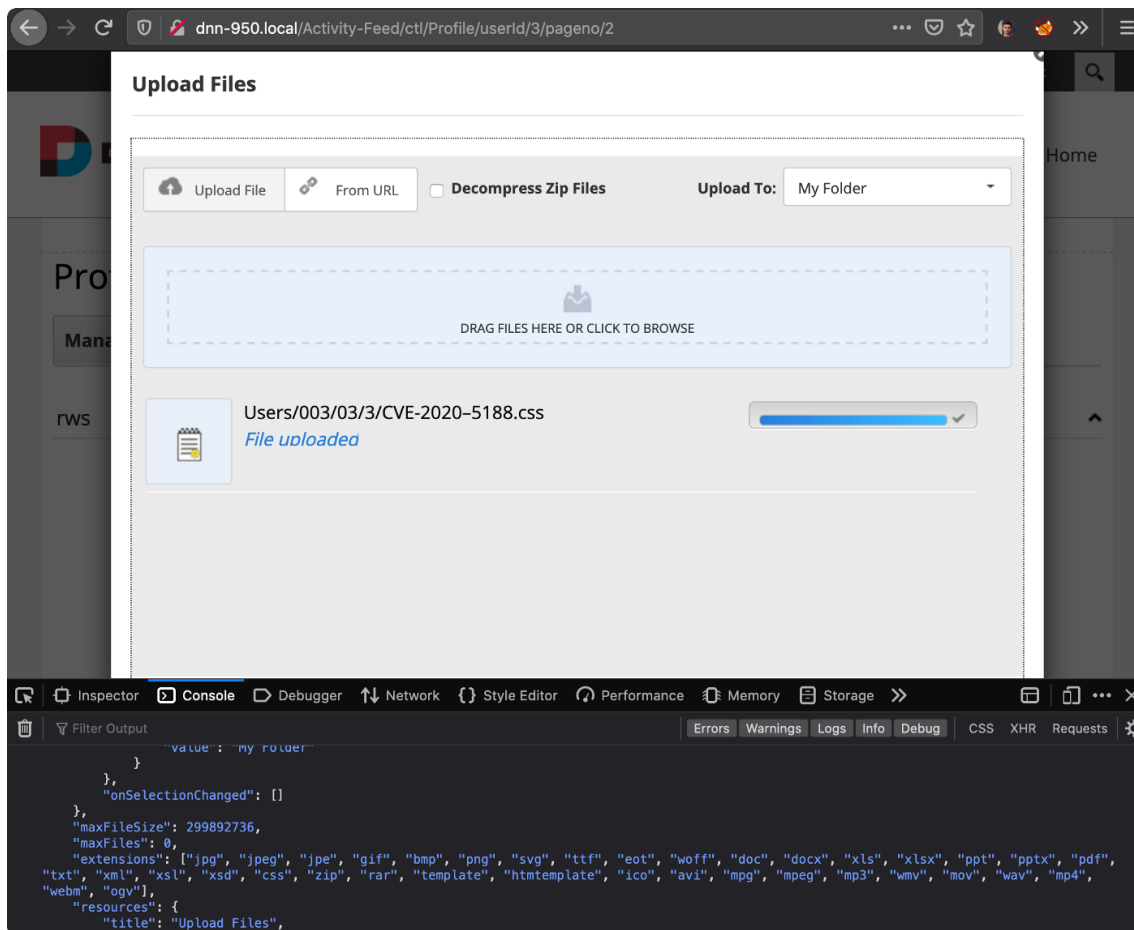 dnn-950.local/Activity-Feed/ctl/Profile/userId/3/pageno/2
Upload Files
Home
Upload File
From URL
Decompress Zip Files
Upload To:
My Folder
Pro
DRAG FILES HERE OR CLICK TO BROWSE
Mana
rws
Users/003/03/3/CVE-2020–5188.css
File uploaded
Inspector Console Debugger Network {} Style Editor Performance Memory Storage
Filter Output Errors Warnings Logs Info Debug CSS XHR Requests
"value": "My Folder"
}
},
"onSelectionChanged": []
},
"maxFileSize": 299892736,
"maxFiles": 0,
"extensions": ["jpg", "jpeg", "jpe", "gif", "bmp", "png", "svg", "ttf", "eot", "woff", "doc", "docx", "xls", "xlsx", "ppt", "pptx", "pdf",
"txt", "xml", "xsl", "xsd", "css", "zip", "rar", "template", "htmtemplate", "ico", "avi", "mpg", "mpeg", "mp3", "wmv", "mov", "wav", "mp4",
"webm", "ogv"],
"resources": {
"title": "Upload Files",